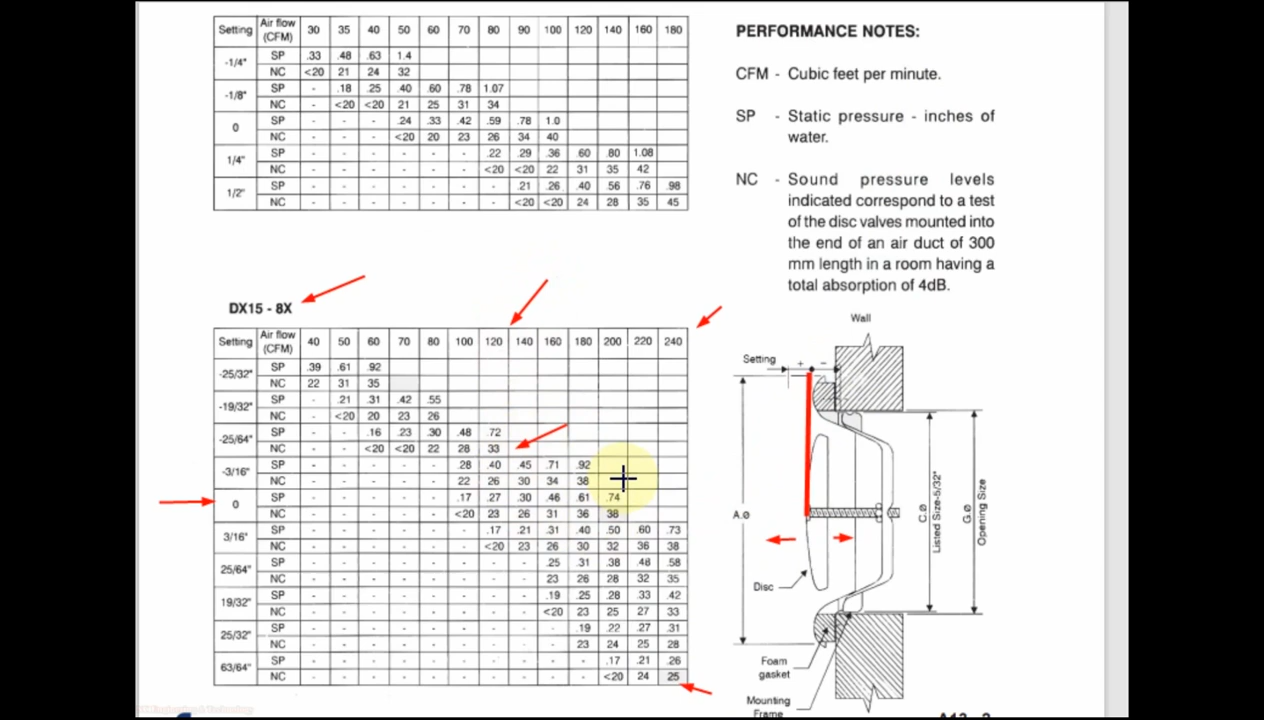 Setting Air flow (CFM) 30 35 40 50 60 70 80 90 100 120 140 160 180
-1/4" SP .33 .48 .63 1.4
NC <20 21 24 32
-1/8" SP - .18 .25 .40 .60 .78 1.07
NC - <20 <20 21 25 31 34
0 SP - - - .24 .33 .42 .59 .78 1.0
NC - - - <20 20 23 26 34 40
1/4" SP - - - - - - .22 .29 .36 .60 .80 1.08
NC - - - - - - <20 <20 22 31 35 42
1/2" SP - - - - - - - .21 .26 .40 .56 .76 .98
NC - - - - - - - <20 <20 24 28 35 45
PERFORMANCE NOTES:
CFM - Cubic feet per minute.
SP - Static pressure - inches of
water.
NC - Sound pressure levels
indicated correspond to a test
of the disc valves mounted into
the end of an air duct of 300
mm length in a room having a
total absorption of 4dB.
DX15 - 8X
Setting Air flow (CFM) 40 50 60 70 80 100 120 140 160 180 200 220 240
-25/32" SP .39 .61 .92
NC 22 31 35
-19/32" SP - .21 .31 .42 .55
NC - <20 20 23 26
-25/64" SP - - .16 .23 .30 .48 .72
NC - - <20 <20 22 28 33
-3/16" SP - - - - - .28 .40 .45 .71 .92
NC - - - - - 22 26 30 34 38
0 SP - - - - - .17 .27 .30 .46 .61 .74
NC - - - - - <20 23 26 31 36 38
3/16" SP - - - - - - .17 .21 .31 .40 .50 .60 .73
NC - - - - - - <20 23 26 30 32 36 38
25/64" SP - - - - - - - - .25 .31 .38 .48 .58
NC - - - - - - - - 23 26 28 32 35
19/32" SP - - - - - - - - .19 .25 .28 .33 .42
NC - - - - - - - - <20 23 25 27 33
25/32" SP - - - - - - - - - .19 .22 .27 .31
NC - - - - - - - - - 23 24 25 28
63/64" SP - - - - - - - - - - .17 .21 .26
NC - - - - - - - - - - <20 24 25
Wall
Setting
+ -
A.Ø
C.Ø
Listed Size-5/32"
G.Ø
Opening Size
Disc
Foam
gasket
Mounting
Frame